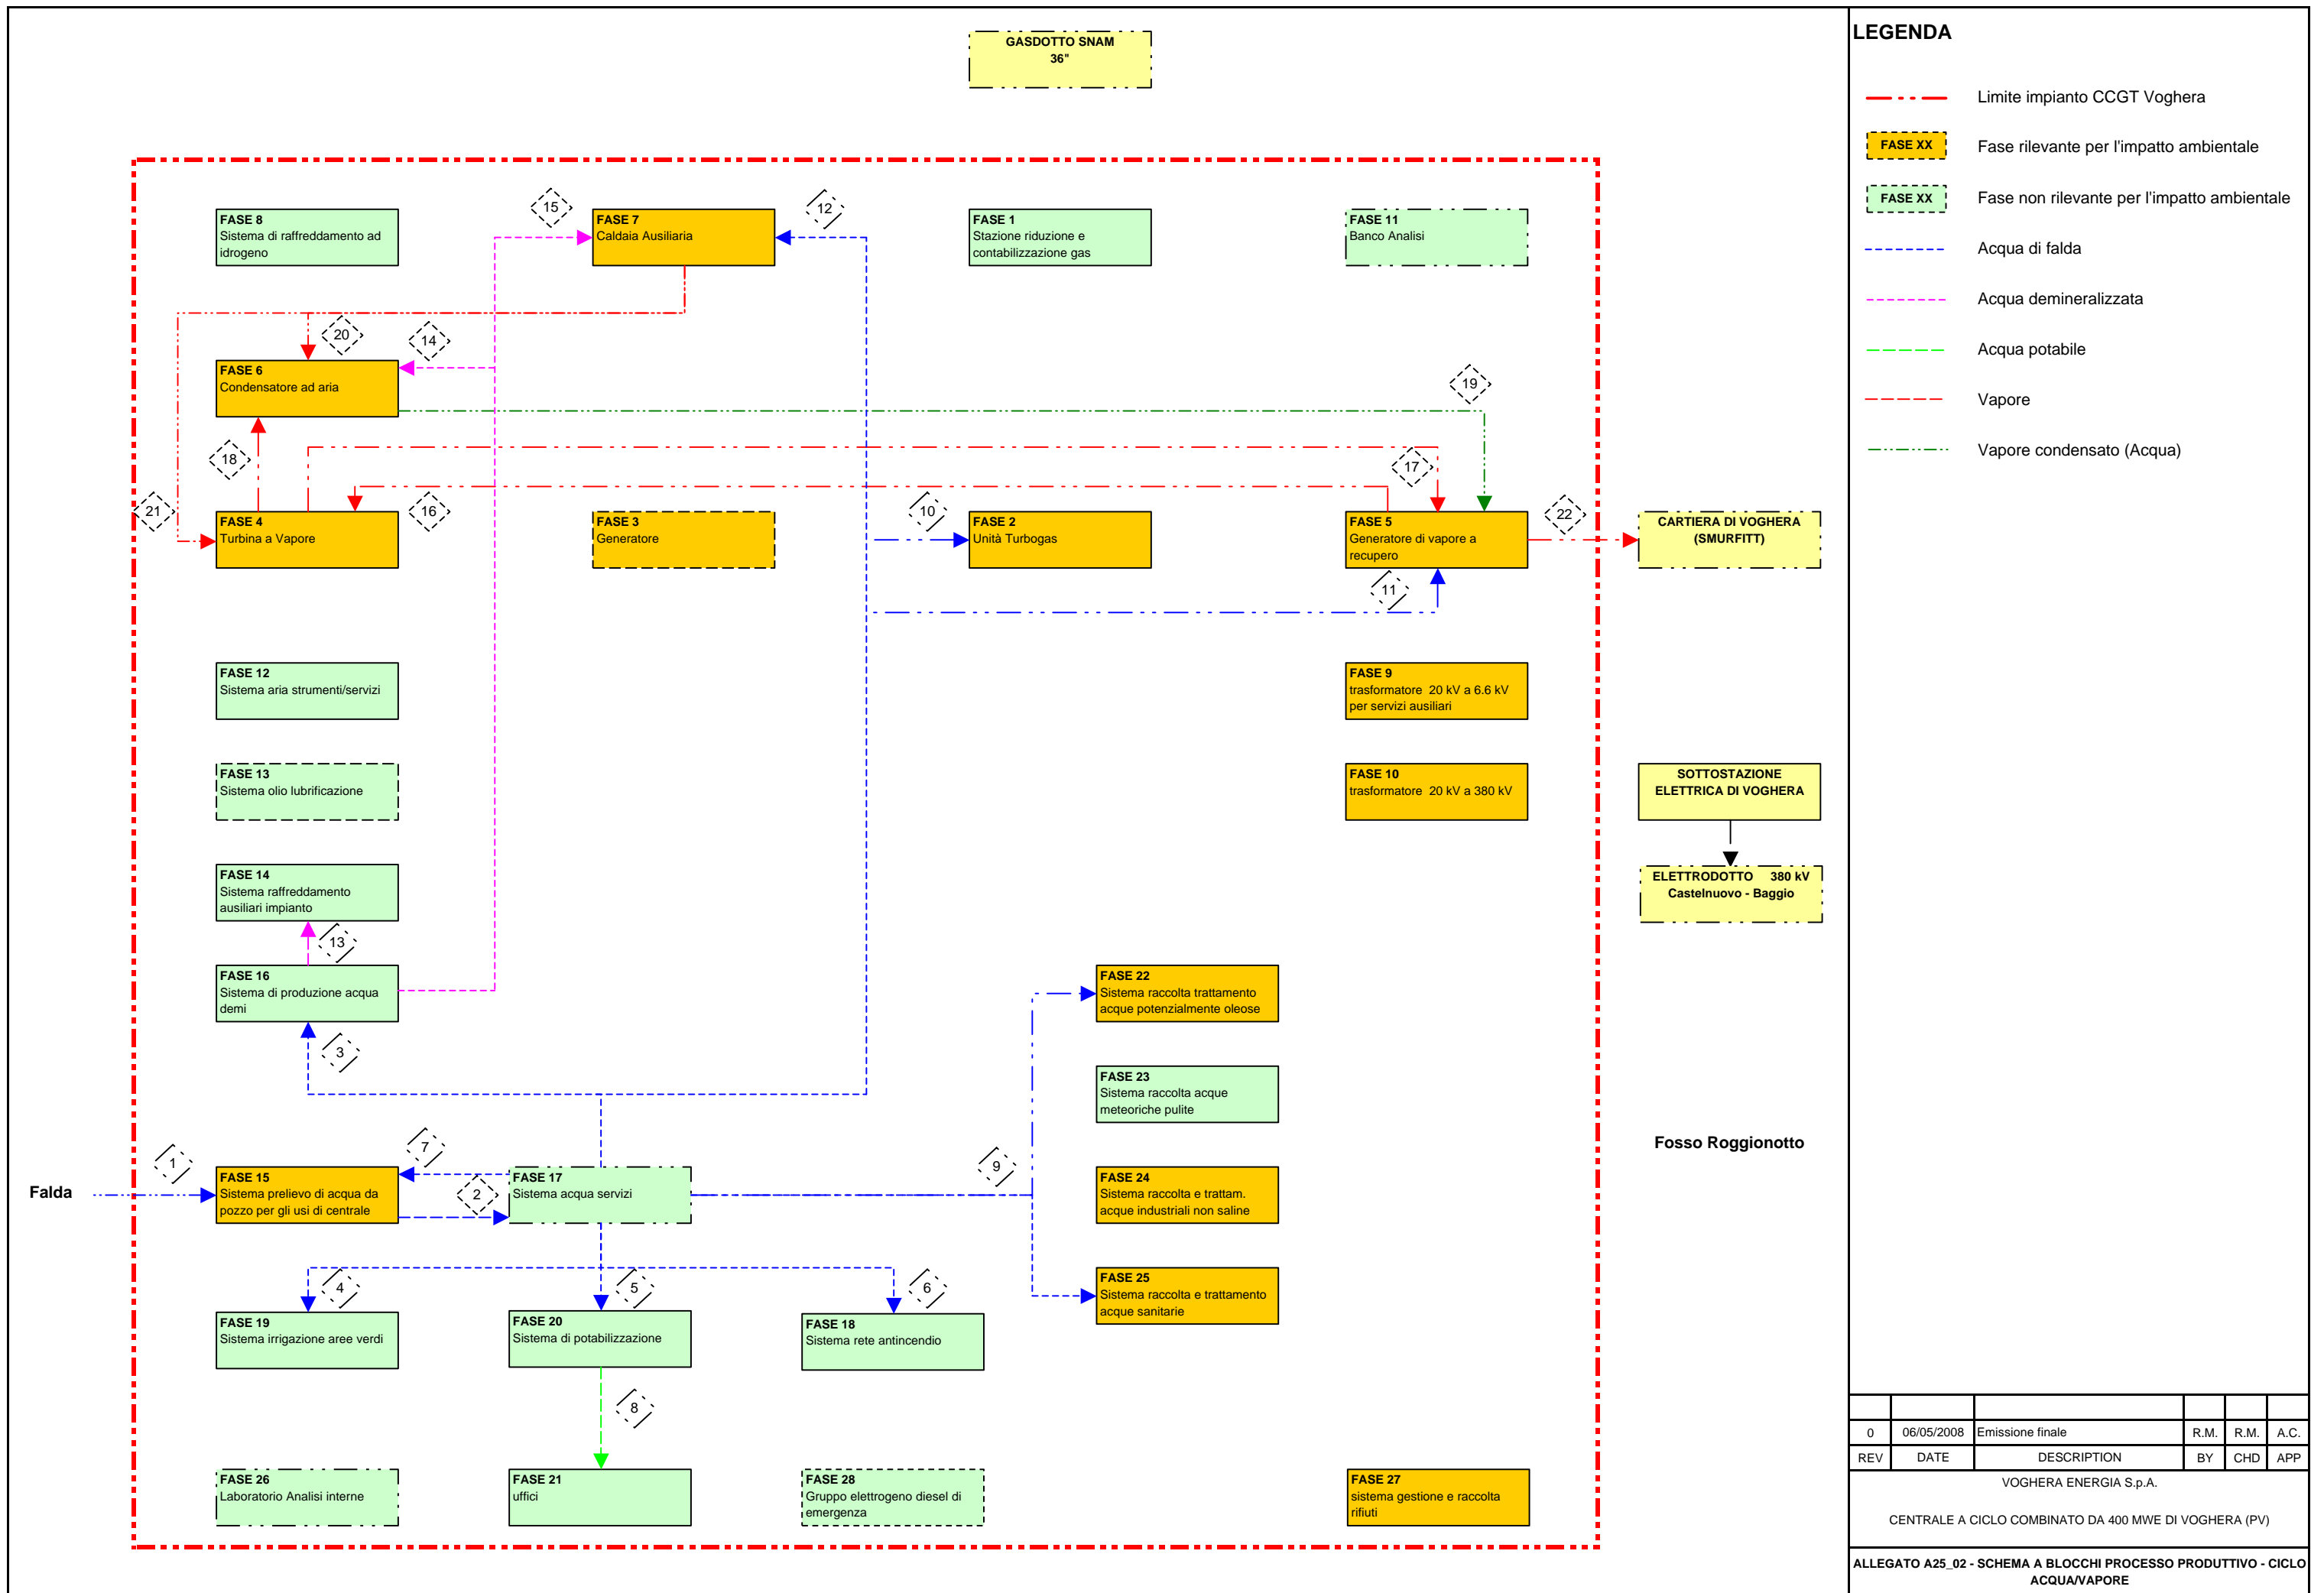 GASDOTTO SNAM
36"
LEGENDA
Limite impianto CCGT Voghera
FASE XX
Fase rilevante per l'impatto ambientale
FASE XX
Fase non rilevante per l'impatto ambientale
Acqua di falda
Acqua demineralizzata
Acqua potabile
Vapore
Vapore condensato (Acqua)
FASE 8
Sistema di raffreddamento ad
idrogeno
15
FASE 7
Caldaia Ausiliaria
12
FASE 1
Stazione riduzione e
contabilizzazione gas
FASE 11
Banco Analisi
20
14
FASE 6
Condensatore ad aria
19
18
17
21
FASE 4
Turbina a Vapore
16
FASE 3
Generatore
10
FASE 2
Unità Turbogas
FASE 5
Generatore di vapore a
recupero
22
CARTIERA DI VOGHERA
(SMURFITT)
11
FASE 12
Sistema aria strumenti/servizi
FASE 9
trasformatore  20 kV a 6.6 kV
per servizi ausiliari
FASE 13
Sistema olio lubrificazione
FASE 10
trasformatore  20 kV a 380 kV
SOTTOSTAZIONE
ELETTRICA DI VOGHERA
FASE 14
Sistema raffreddamento
ausiliari impianto
ELETTRODOTTO     380 kV
Castelnuovo - Baggio
13
FASE 16
Sistema di produzione acqua
demi
FASE 22
Sistema raccolta trattamento
acque potenzialmente oleose
3
FASE 23
Sistema raccolta acque
meteoriche pulite
Fosso Roggionotto
Falda
1
7
FASE 15
Sistema prelievo di acqua da
pozzo per gli usi di centrale
2
FASE 17
Sistema acqua servizi
9
FASE 24
Sistema raccolta e trattam.
acque industriali non saline
4
5
6
FASE 25
Sistema raccolta e trattamento
acque sanitarie
FASE 19
Sistema irrigazione aree verdi
FASE 20
Sistema di potabilizzazione
FASE 18
Sistema rete antincendio
8
FASE 26
Laboratorio Analisi interne
FASE 21
uffici
FASE 28
Gruppo elettrogeno diesel di
emergenza
FASE 27
sistema gestione e raccolta
rifiuti
0 06/05/2008 Emissione finale R.M. R.M. A.C.
REV DATE DESCRIPTION BY CHD APP
VOGHERA ENERGIA S.p.A.
CENTRALE A CICLO COMBINATO DA 400 MWE DI VOGHERA (PV)
ALLEGATO A25_02 - SCHEMA A BLOCCHI PROCESSO PRODUTTIVO - CICLO
ACQUA/VAPORE